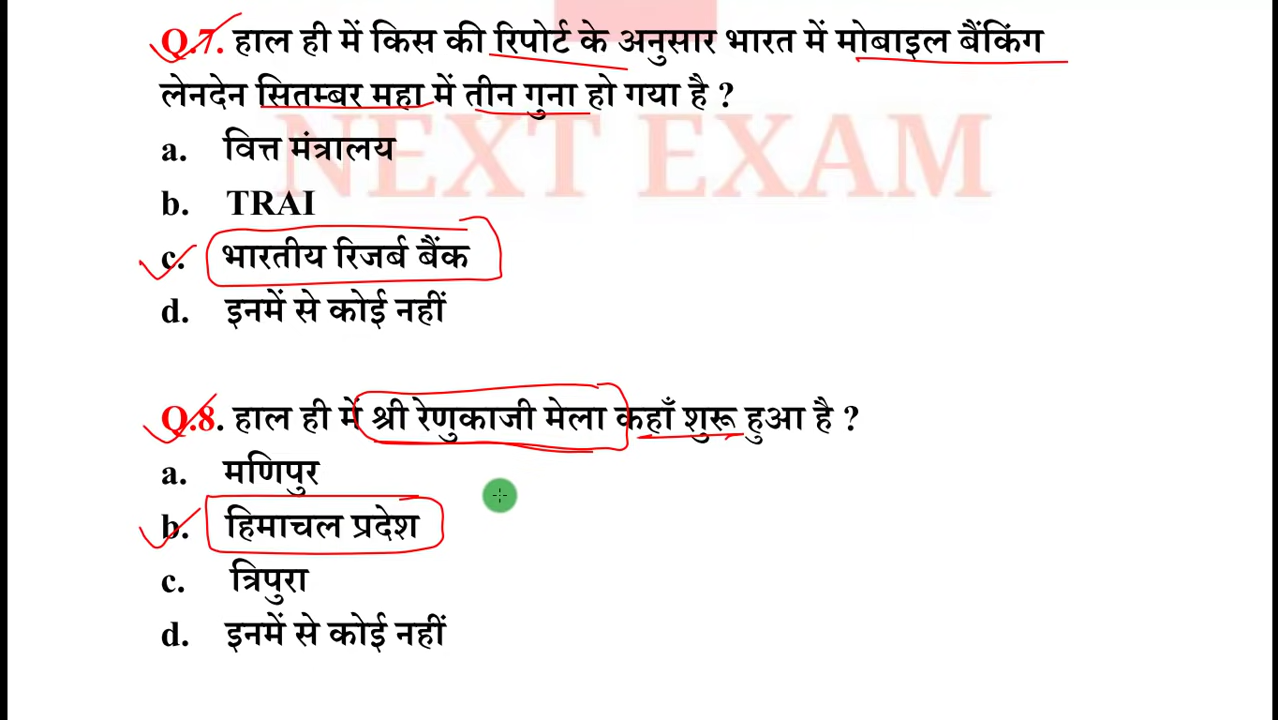 Q.7. हाल ही में किस की रिपोर्ट के अनुसार भारत में मोबाइल बैंकिंग
लेनदेन सितम्बर महा में तीन गुना हो गया है ?
NEXT EXAM
a. वित्त मंत्रालय
b. TRAI
c. भारतीय रिजर्ब बैंक
d. इनमें से कोई नहीं
Q.8. हाल ही में श्री रेणुकाजी मेला कहाँ शुरू हुआ है ?
a. मणिपुर
b. हिमाचल प्रदेश
c. त्रिपुरा
d. इनमें से कोई नहीं